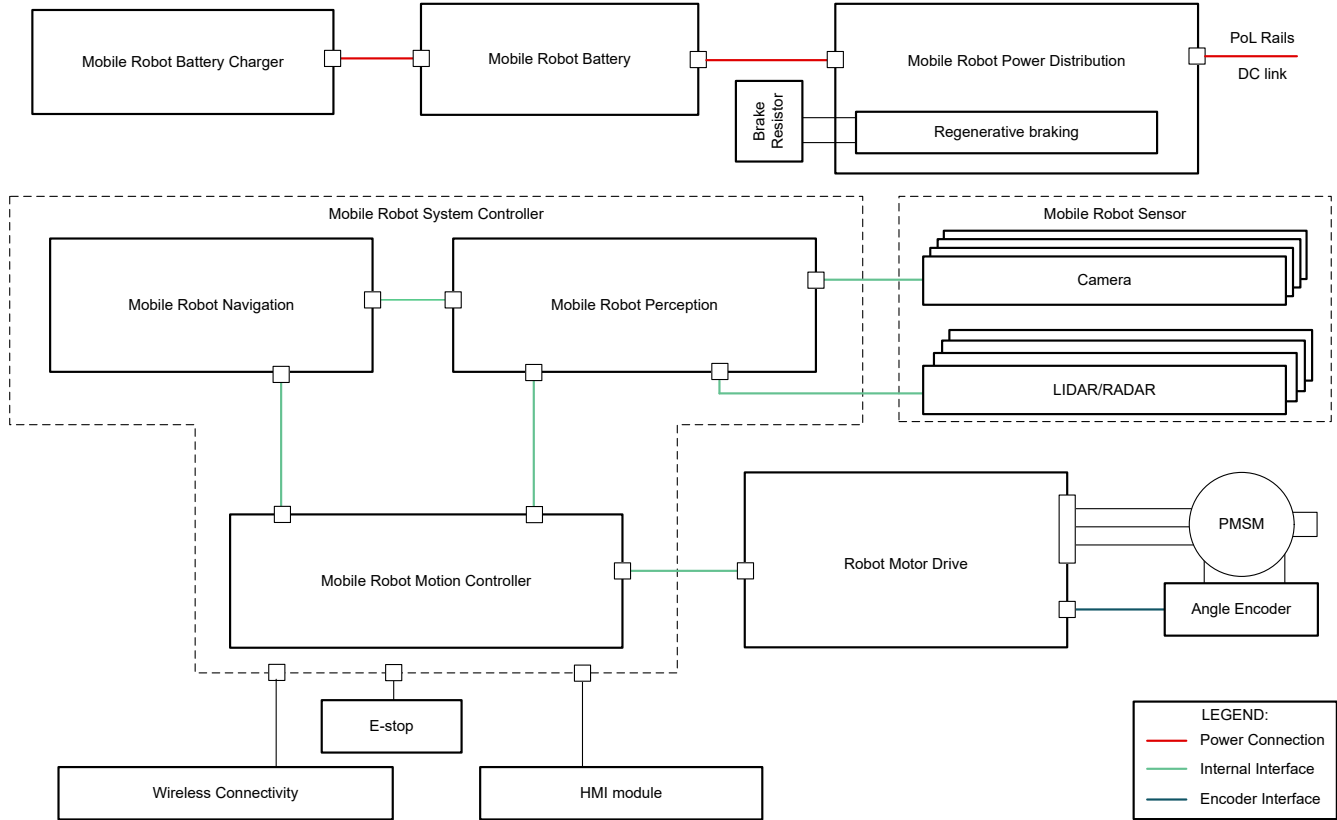 Mobile Robot Battery Charger
Mobile Robot Battery
Mobile Robot Power Distribution
PoL Rails
DC link
Brake
Resistor
Regenerative braking
Mobile Robot System Controller
Mobile Robot Sensor
Mobile Robot Navigation
Mobile Robot Perception
Camera
LIDAR/RADAR
Mobile Robot Motion Controller
Robot Motor Drive
PMSM
Angle Encoder
E-stop
Wireless Connectivity
HMI module
LEGEND:
Power Connection
Internal Interface
Encoder Interface